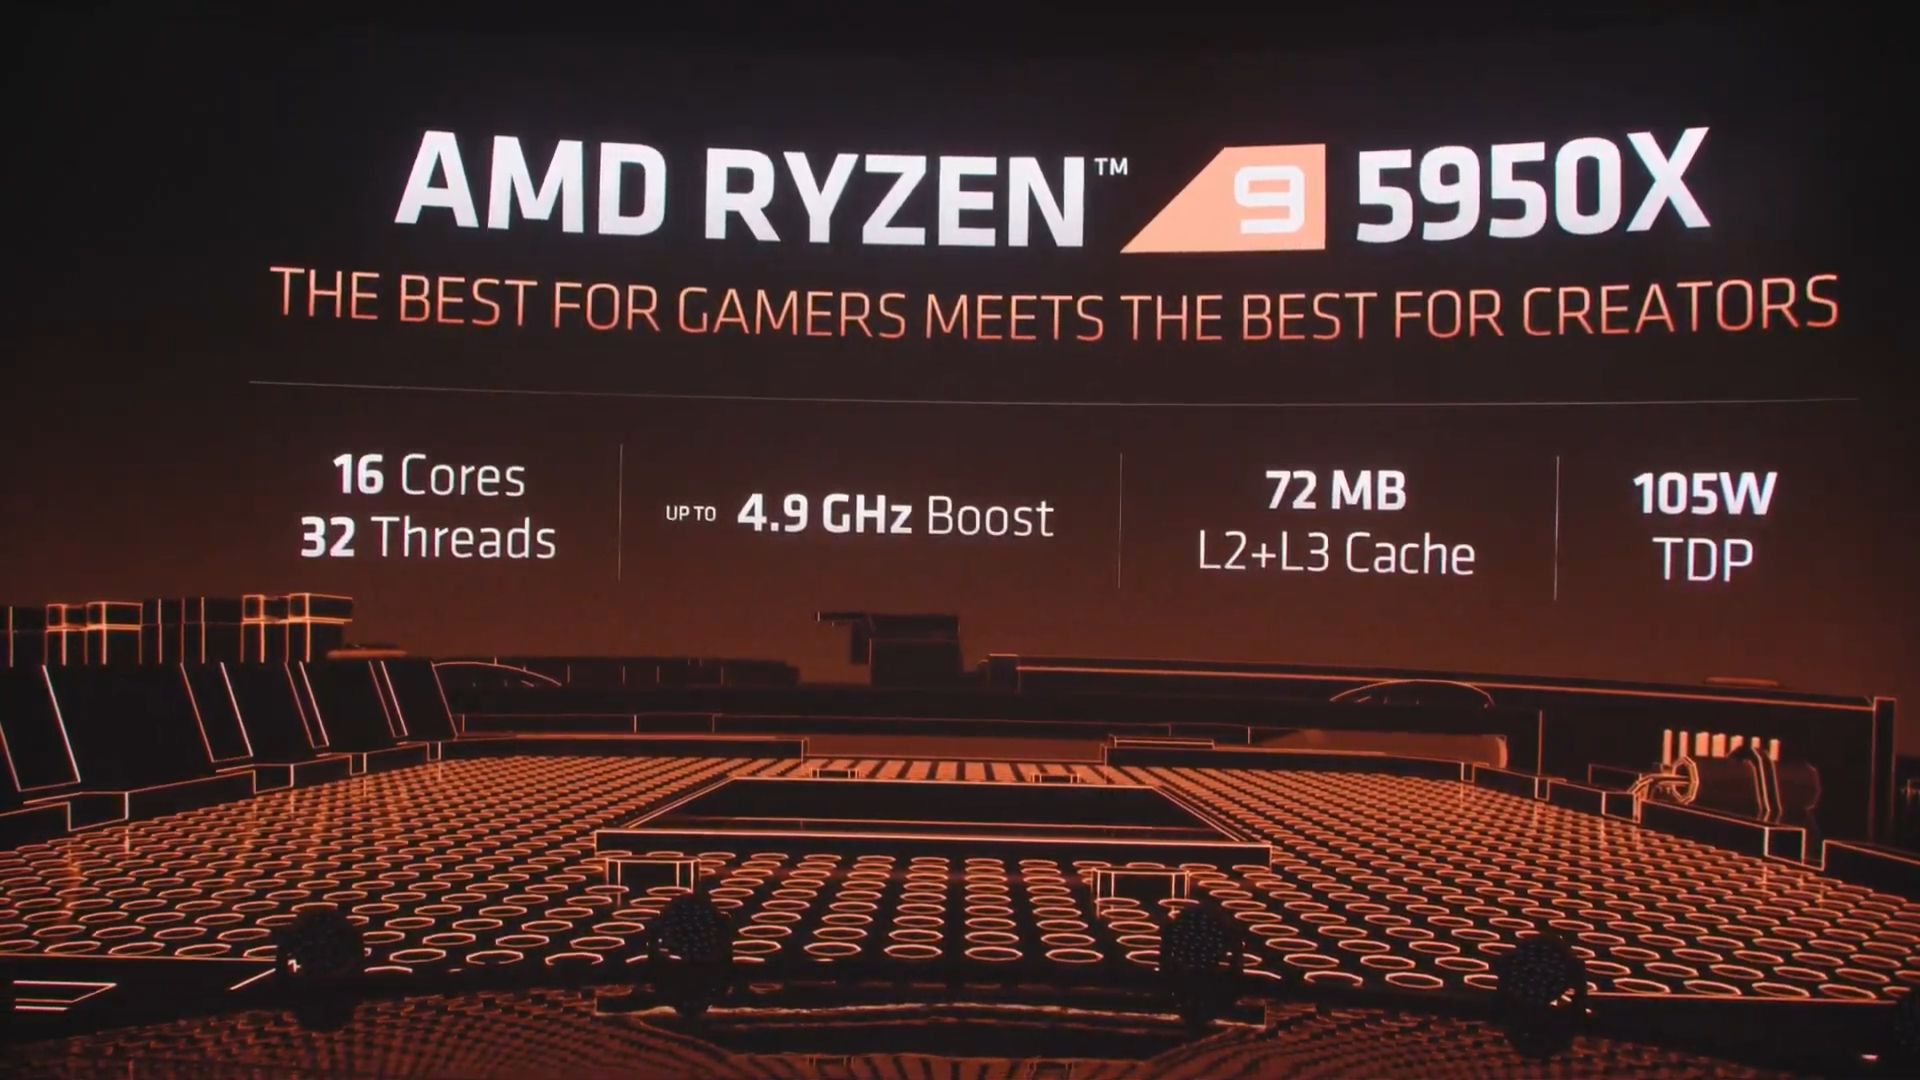 AMD RYZEN™ 9 5950X
THE BEST FOR GAMERS MEETS THE BEST FOR CREATORS
16 Cores
32 Threads
UP TO 4.9 GHz Boost
72 MB
L2+L3 Cache
105W
TDP